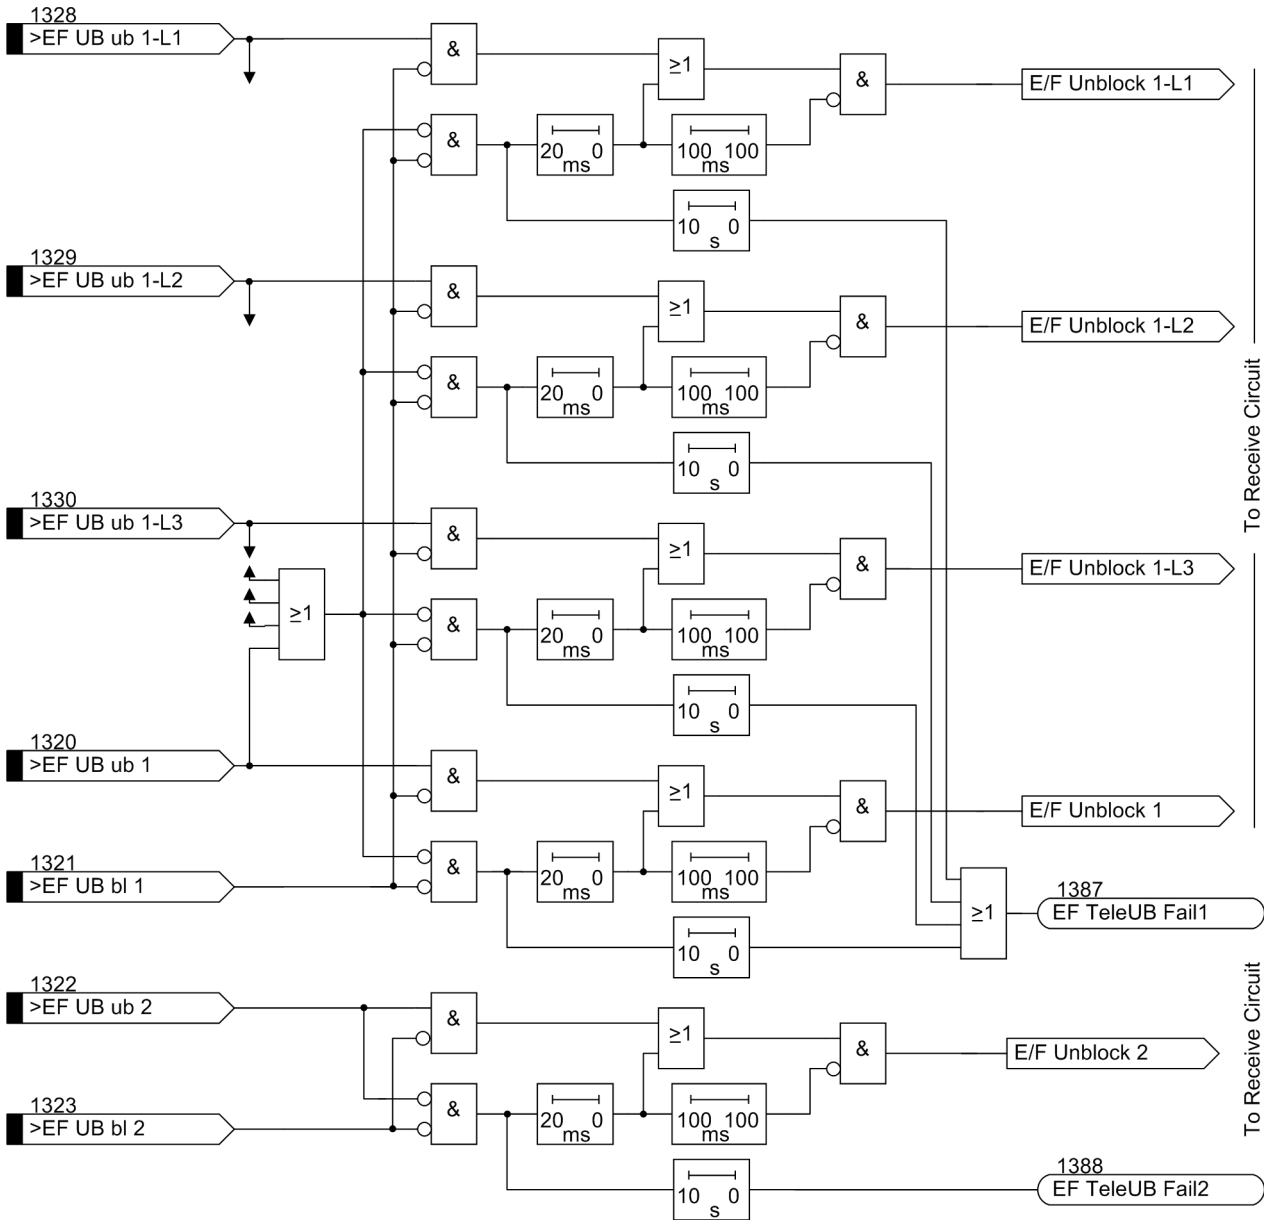 1328
>EF UB ub 1-L1
&
≥1
&
E/F Unblock 1-L1
&
20 0
ms
100 100
ms
10 0
s
1329
>EF UB ub 1-L2
&
≥1
&
E/F Unblock 1-L2
&
20 0
ms
100 100
ms
10 0
s
To Receive Circuit
1330
>EF UB ub 1-L3
&
≥1
&
E/F Unblock 1-L3
≥1
&
20 0
ms
100 100
ms
10 0
s
1320
>EF UB ub 1
&
≥1
&
E/F Unblock 1
1321
>EF UB bl 1
&
20 0
ms
100 100
ms
10 0
s
≥1
1387
EF TeleUB Fail1
1322
>EF UB ub 2
&
≥1
&
E/F Unblock 2
To Receive Circuit
1323
>EF UB bl 2
&
20 0
ms
100 100
ms
10 0
s
1388
EF TeleUB Fail2